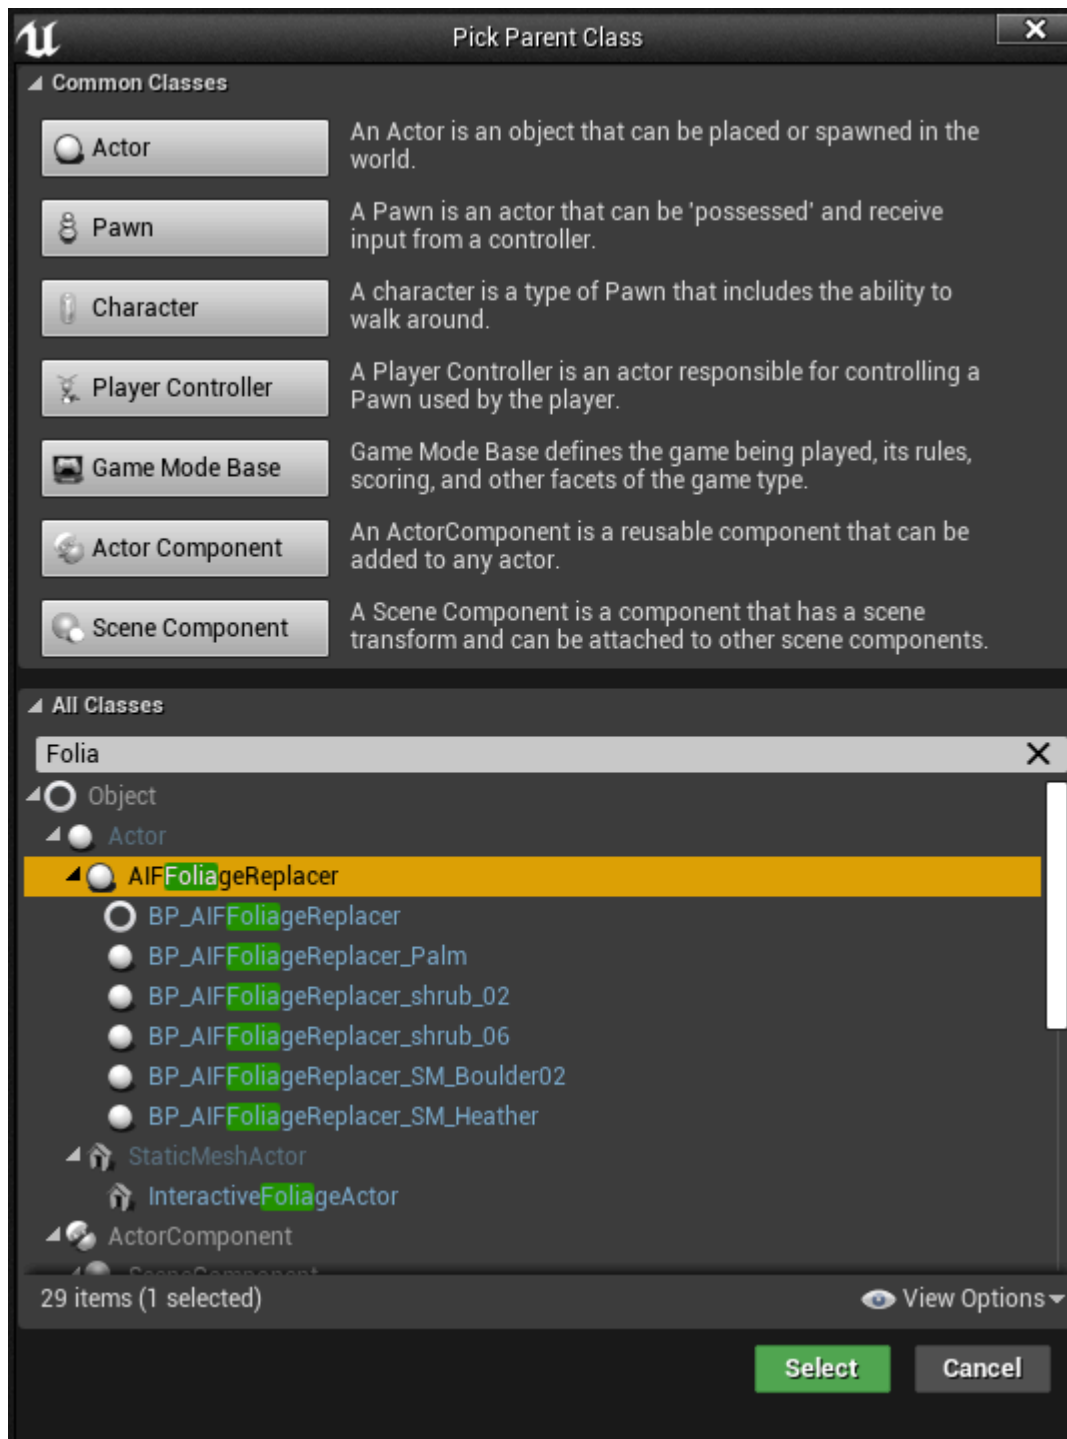 Pick Parent Class
Common Classes
Actor
An Actor is an object that can be placed or spawned in the
world.
Pawn
A Pawn is an actor that can be 'possessed' and receive
input from a controller.
Character
A character is a type of Pawn that includes the ability to
walk around.
Player Controller
A Player Controller is an actor responsible for controlling a
Pawn used by the player.
Game Mode Base
Game Mode Base defines the game being played, its rules,
scoring, and other facets of the game type.
Actor Component
An ActorComponent is a reusable component that can be
added to any actor.
Scene Component
A Scene Component is a component that has a scene
transform and can be attached to other scene components.
All Classes
Folia
Object
Actor
AIFFoliageReplacer
BP_AIFFoliageReplacer
BP_AIFFoliageReplacer_Palm
BP_AIFFoliageReplacer_shrub_02
BP_AIFFoliageReplacer_shrub_06
BP_AIFFoliageReplacer_SM_Boulder02
BP_AIFFoliageReplacer_SM_Heather
StaticMeshActor
InteractiveFoliageActor
ActorComponent
SceneComponent
29 items (1 selected)
View Options
Select
Cancel